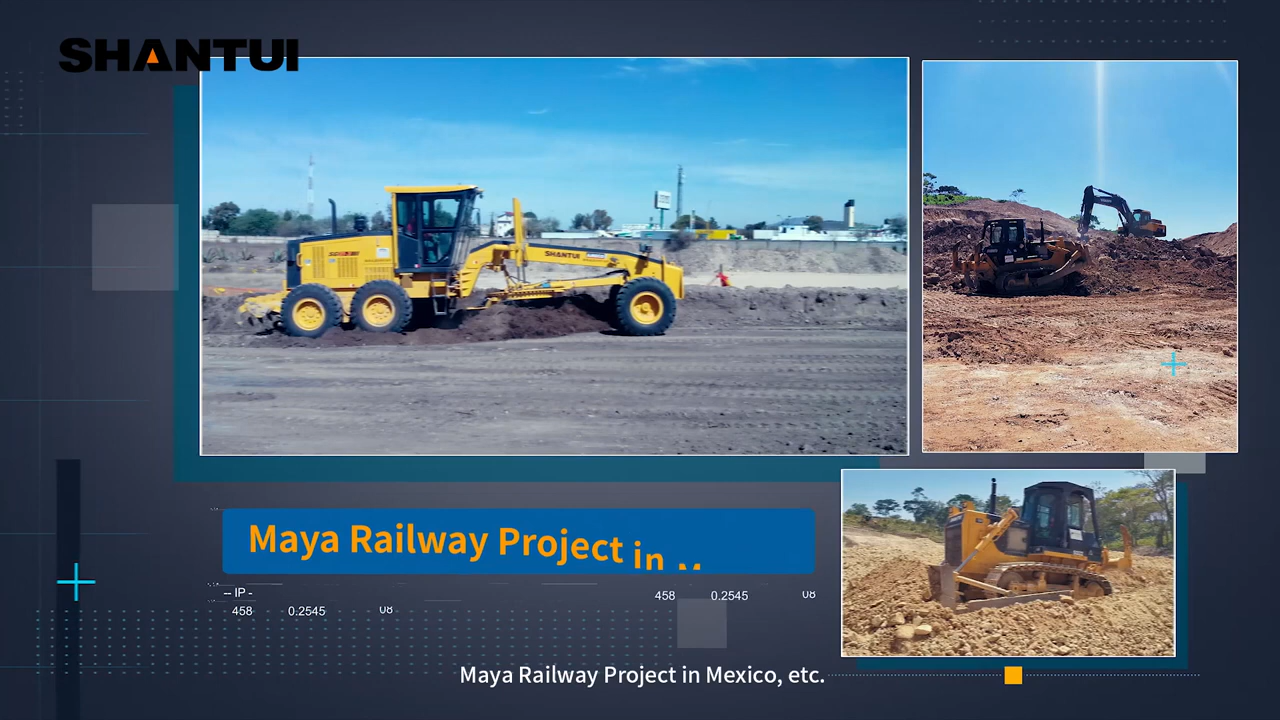 SHANTUI
SHANTUI
Maya Railway Project in M
-- IP -
458 0.2545 08
458 0.2545 08
Maya Railway Project in Mexico, etc.